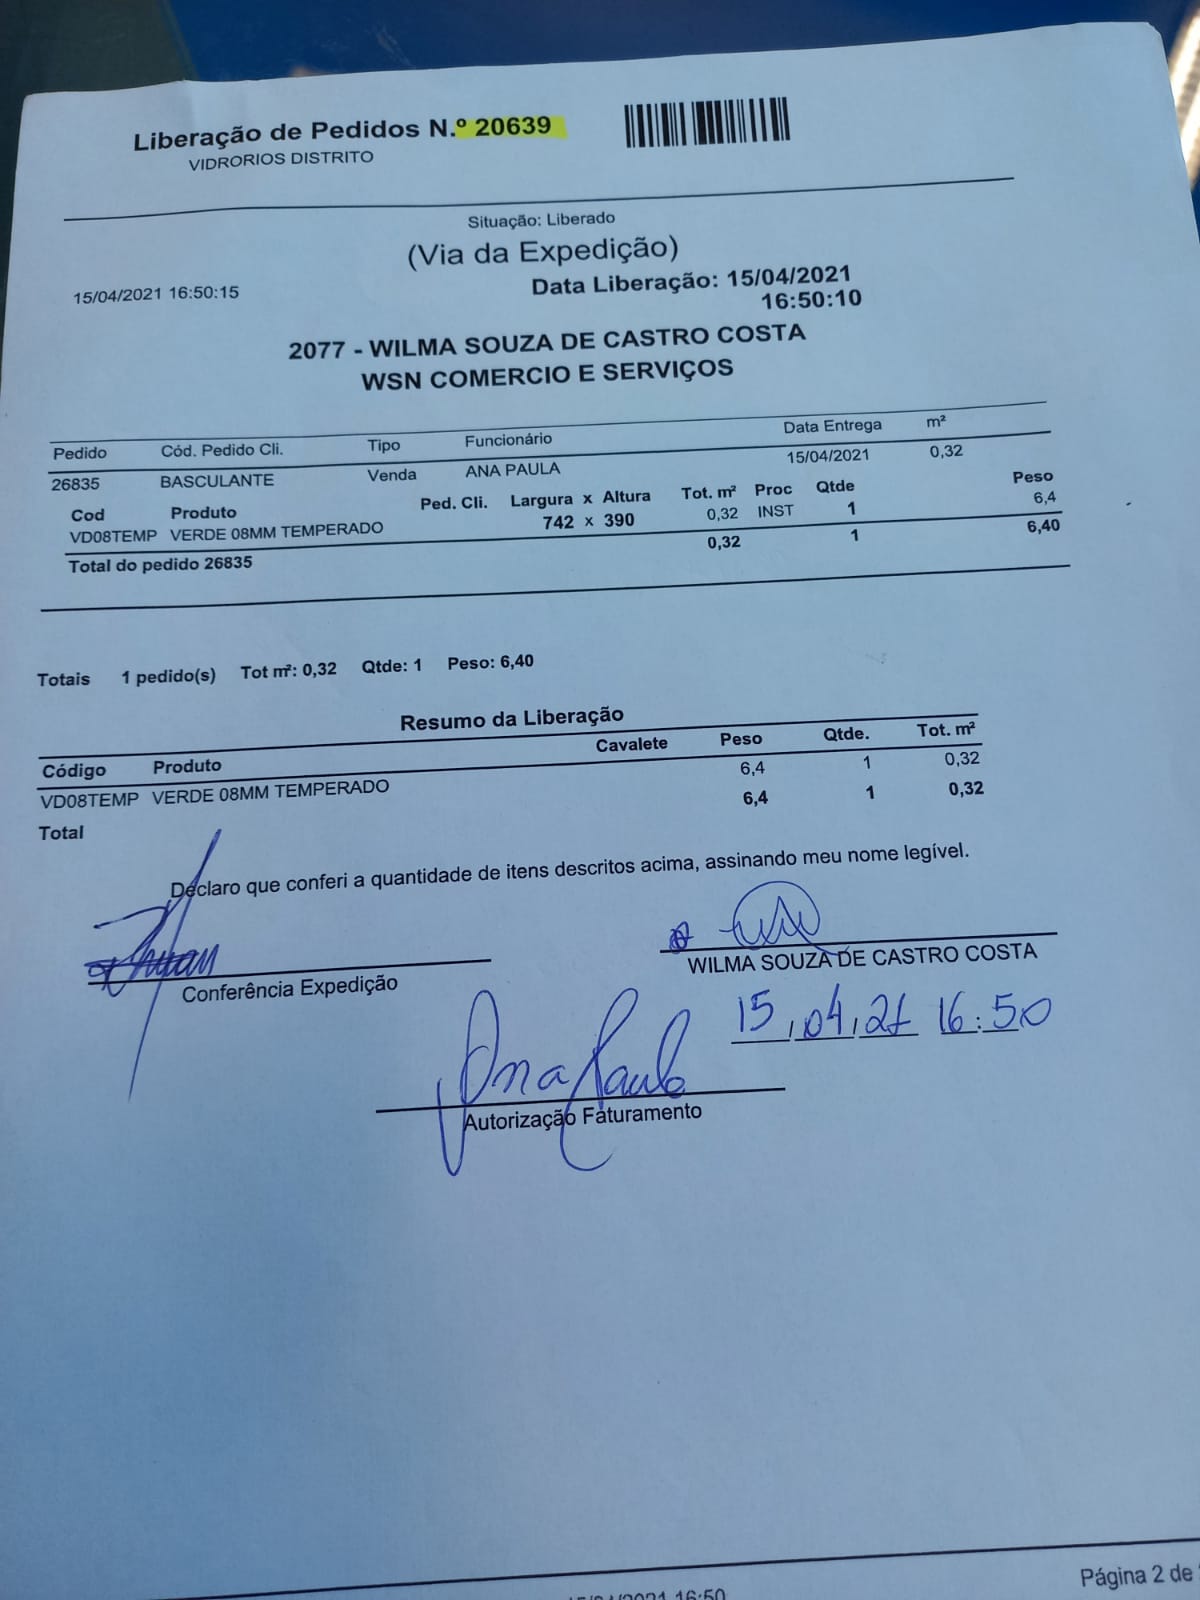 Liberação de Pedidos N.º 20639
VIDRORIOS DISTRITO
Situação: Liberado
(Via da Expedição)
15/04/2021 16:50:15
Data Liberação: 15/04/2021
16:50:10
2077 - WILMA SOUZA DE CASTRO COSTA
WSN COMERCIO E SERVIÇOS
Pedido Cód. Pedido Cli. Tipo Funcionário Data Entrega m²
26835 BASCULANTE Venda ANA PAULA 15/04/2021 0,32
Cod Produto Ped. Cli. Largura x Altura Tot. m² Proc Qtde Peso
VD08TEMP VERDE 08MM TEMPERADO 742 x 390 0,32 INST 1 6,4
Total do pedido 26835 0,32 1 6,40
Totais 1 pedido(s) Tot m²: 0,32 Qtde: 1 Peso: 6,40
Resumo da Liberação
Código Produto Cavalete Peso Qtde. Tot. m²
VD08TEMP VERDE 08MM TEMPERADO 6,4 1 0,32
Total 6,4 1 0,32
Declaro que conferi a quantidade de itens descritos acima, assinando meu nome legível.
Conferência Expedição
WILMA SOUZA DE CASTRO COSTA
15/04/21 16:50
Ana Paula
Autorização Faturamento
Página 2 de
16:50